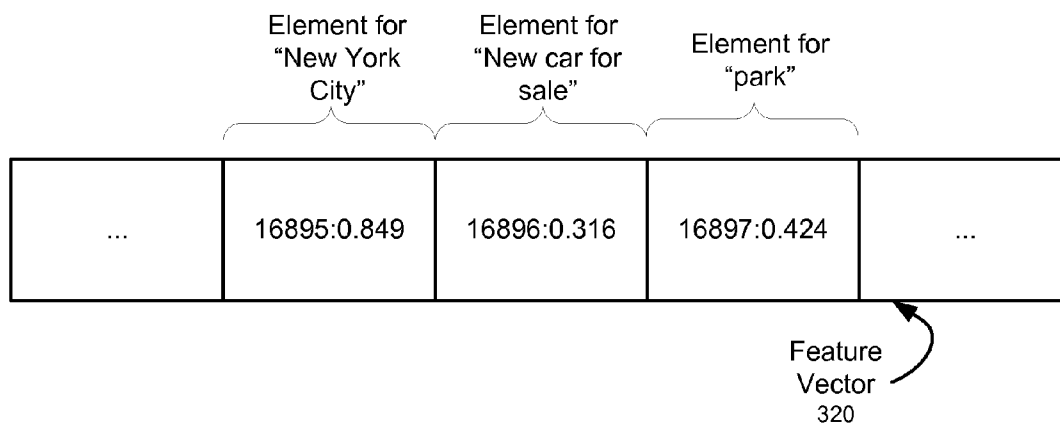 Element for
“New York
City”
Element for
“New car for
sale”
Element for
“park”
...
16895:0.849
16896:0.316
16897:0.424
...
Feature
Vector
320